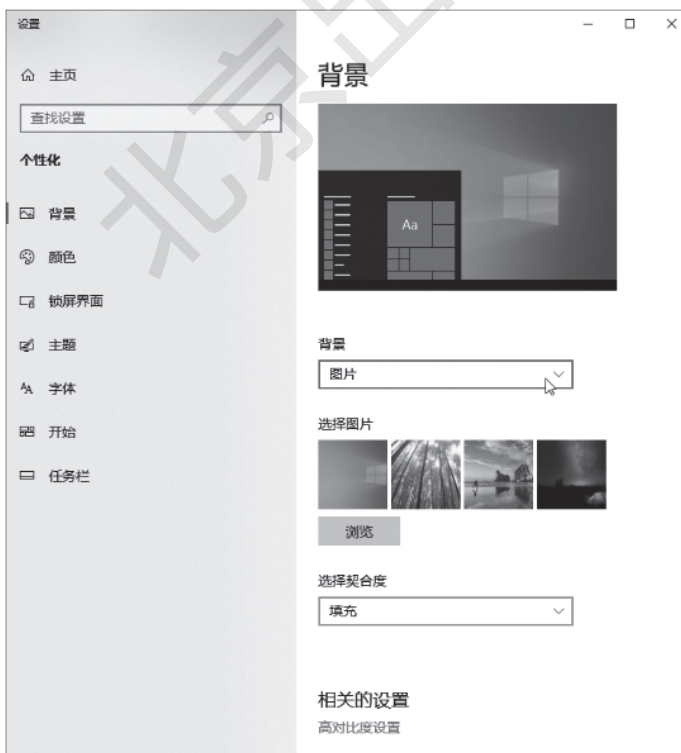 设置
主页
查找设置
个性化
背景
颜色
锁屏界面
主题
字体
开始
任务栏
背景
Aa
背景
图片
选择图片
浏览
选择契合度
填充
相关的设置
高对比度设置
北京